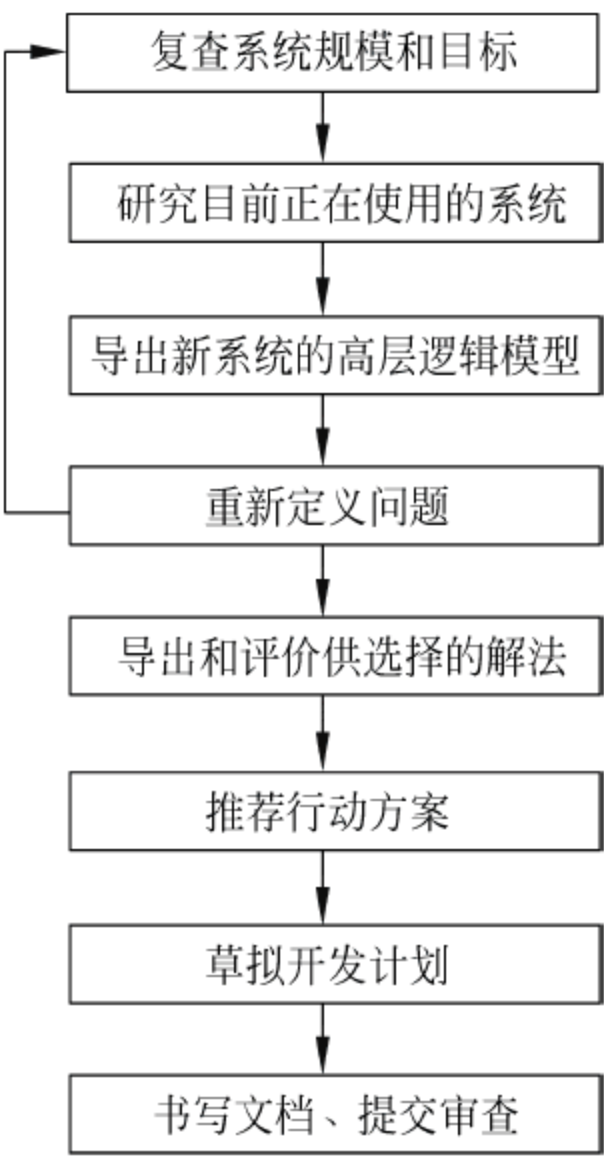 复查系统规模和目标
研究目前正在使用的系统
导出新系统的高层逻辑模型
重新定义问题
导出和评价供选择的解法
推荐行动方案
草拟开发计划
书写文档、提交审查